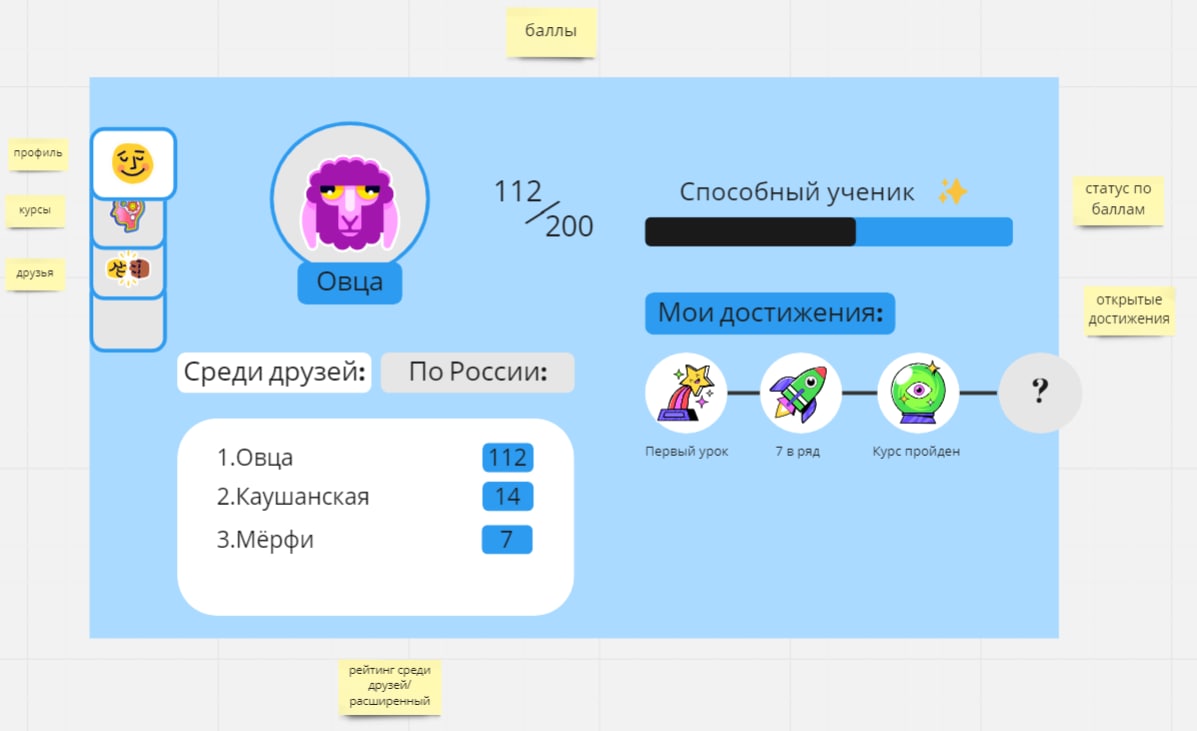 баллы
профиль
курсы
друзья
Овца
112
200
Способный ученик
статус по
баллам
Мои достижения:
открытые
достижения
?
Первый урок
7 в ряд
Курс пройден
Среди друзей:
По России:
1.Овца 112
2.Каушанская 14
3.Мёрфи 7
рейтинг среди
друзей/
расширенный